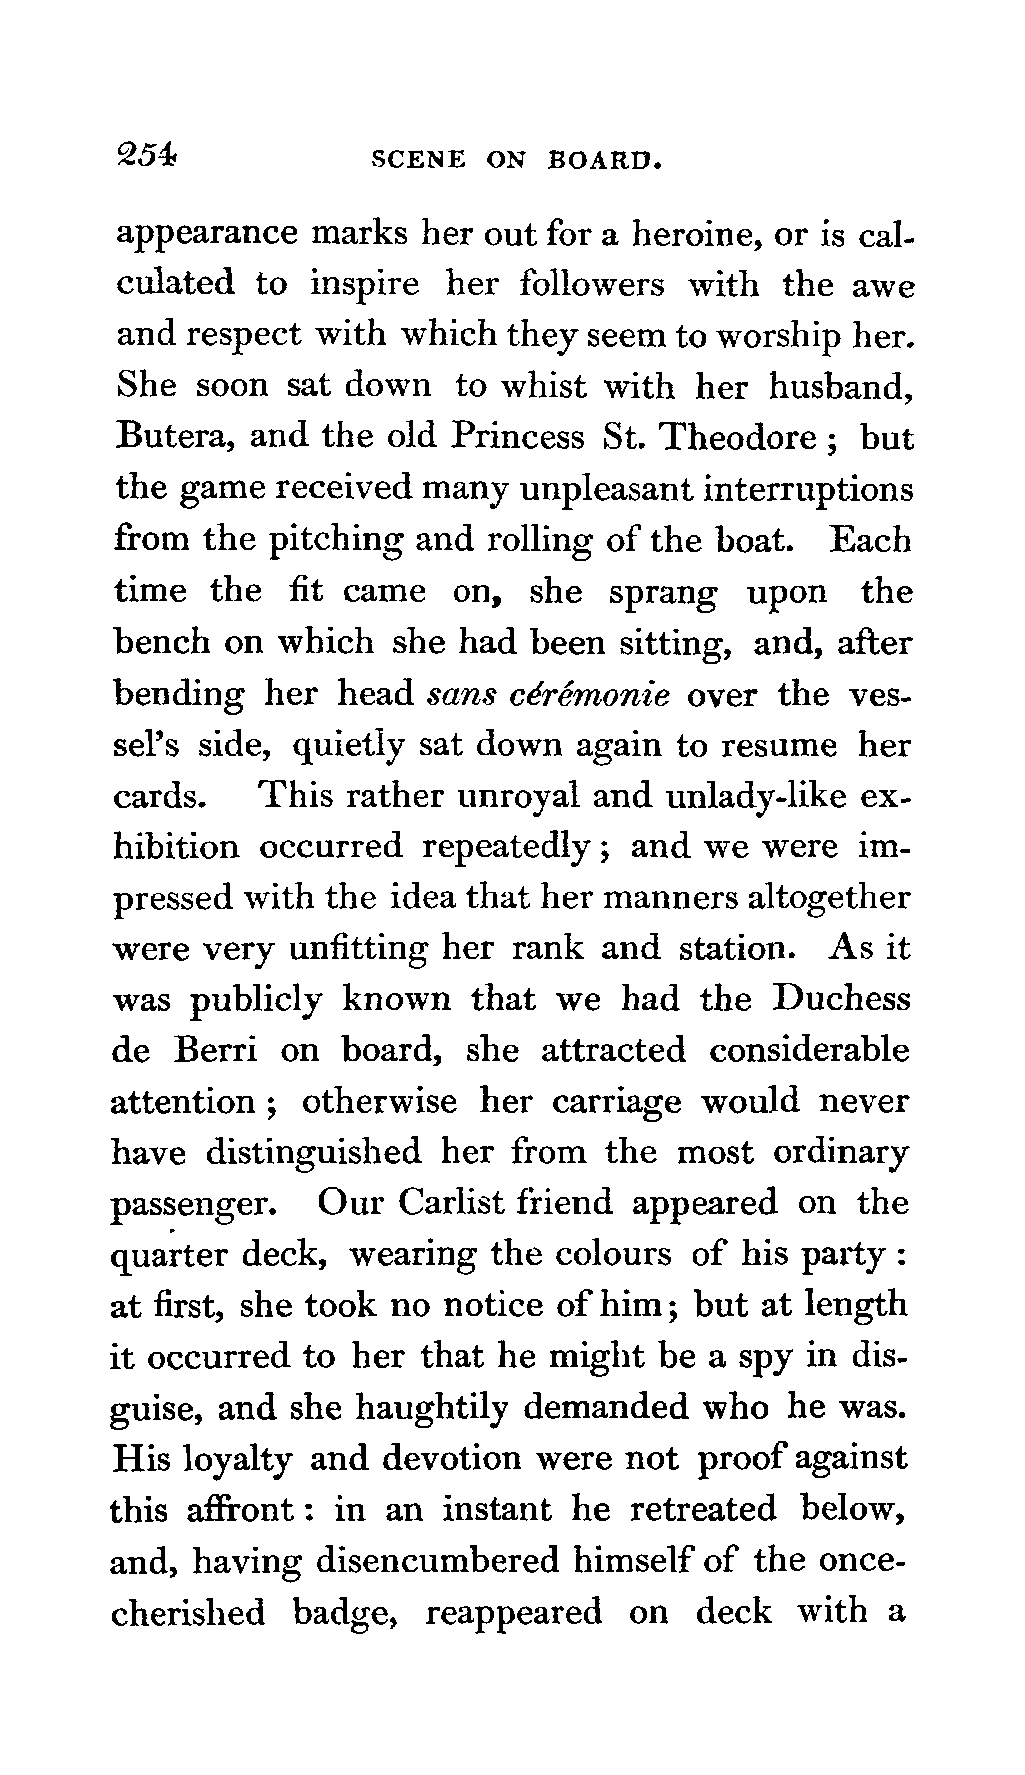 254 SCENE ON BOARD.
appearance marks her out for a heroine, or is cal-
culated to inspire her followers with the awe
and respect with which they seem to worship her.
She soon sat down to whist with her husband,
Butera, and the old Princess St. Theodore ; but
the game received many unpleasant interruptions
from the pitching and rolling of the boat. Each
time the fit came on, she sprang upon the
bench on which she had been sitting, and, after
bending her head sans cérémonie over the ves-
sel's side, quietly sat down again to resume her
cards. This rather unroyal and unlady-like ex-
hibition occurred repeatedly ; and we were im-
pressed with the idea that her manners altogether
were very unfitting her rank and station. As it
was publicly known that we had the Duchess
de Berri on board, she attracted considerable
attention ; otherwise her carriage would never
have distinguished her from the most ordinary
passenger. Our Carlist friend appeared on the
quarter deck, wearing the colours of his party :
at first, she took no notice of him; but at length
it occurred to her that he might be a spy in dis-
guise, and she haughtily demanded who he was.
His loyalty and devotion were not proof against
this affront : in an instant he retreated below,
and, having disencumbered himself of the once-
cherished badge, reappeared on deck with a